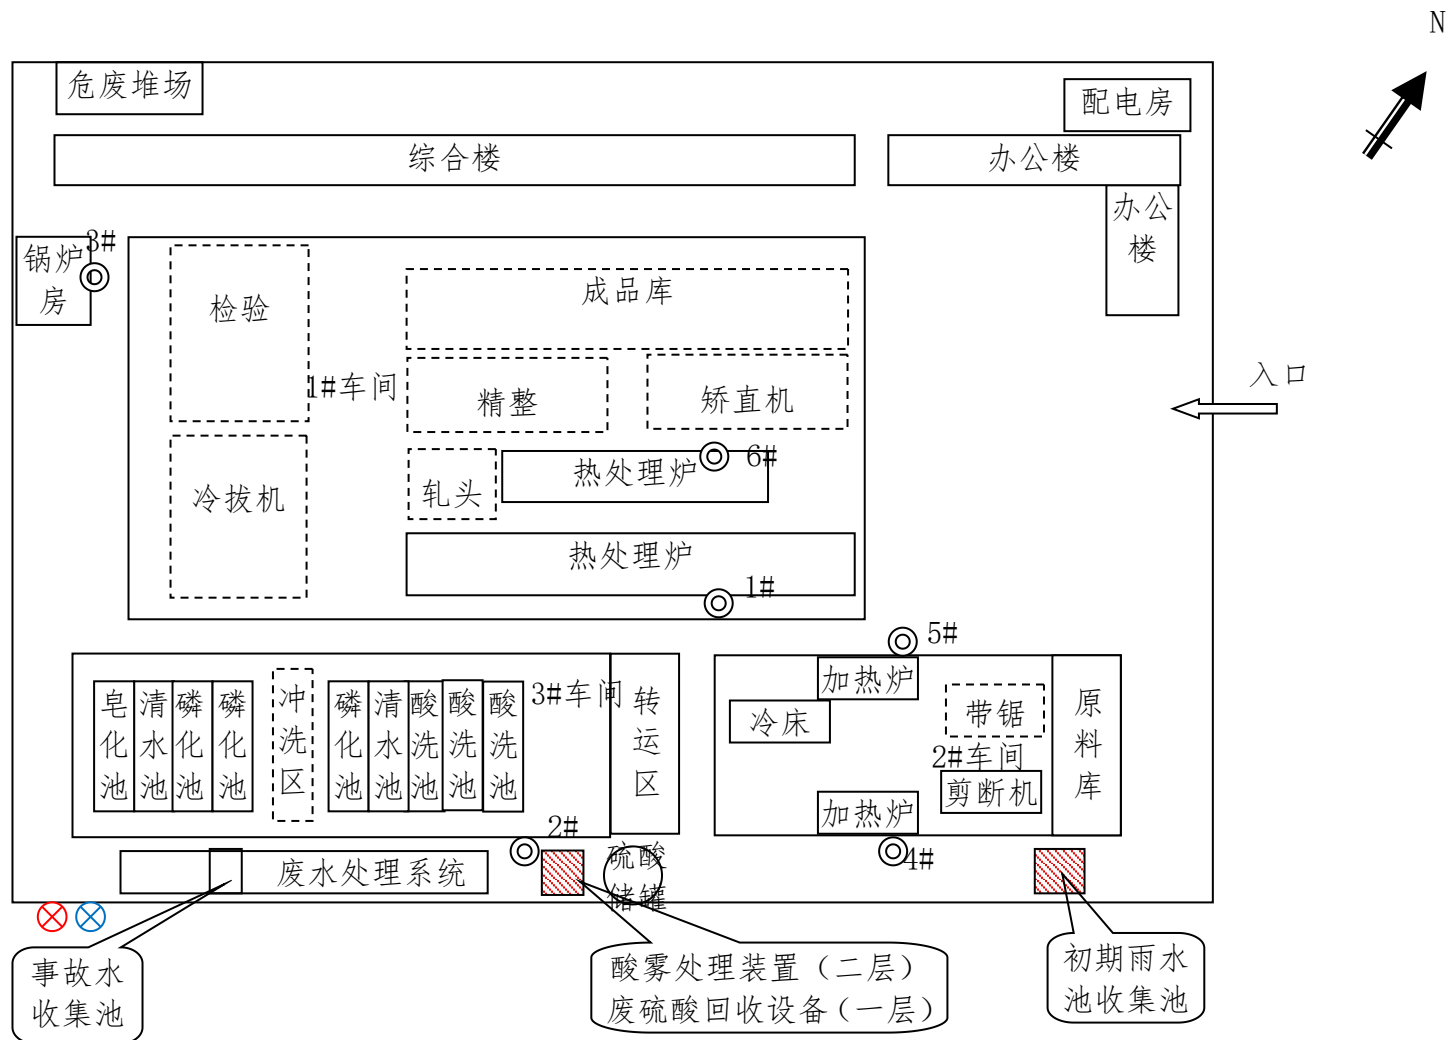 N
危废堆场
配电房
综合楼
办公楼
办公
楼
锅炉
房
3#
检验
成品库
入口
1#车间
精整
矫直机
6#
热处理炉
冷拔机
轧头
热处理炉
1#
5#
3#车间
加热炉
皂化池
清水池
磷化池
磷化池
冲洗区
磷化池
清水池
酸洗池
酸洗池
酸洗池
转运区
冷床
带锯
原料库
2#车间
剪断机
加热炉
2#
4#
废水处理系统
硫酸
储罐
事故水
收集池
酸雾处理装置（二层）
废硫酸回收设备（一层）
初期雨水
池收集池